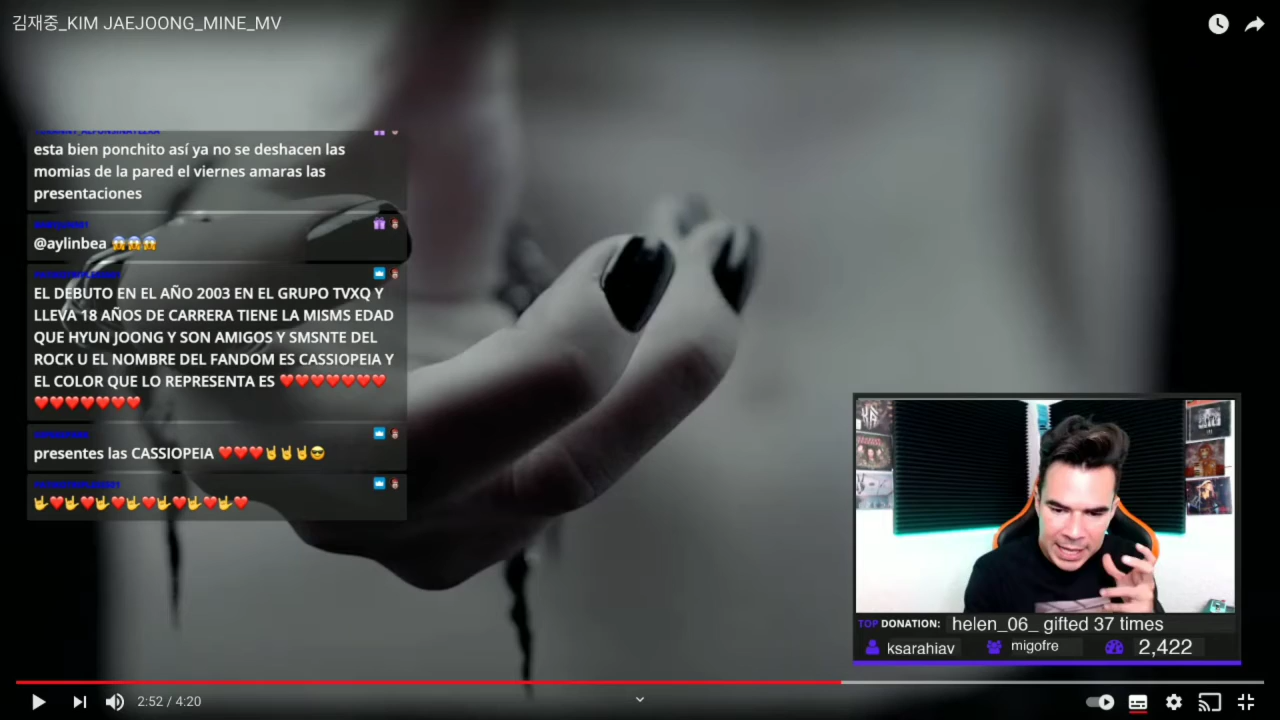 김재중_KIM JAEJOONG_MINE_MV
esta bien ponchito así ya no se deshacen las
momias de la pared el viernes amaras las
presentaciones
@aylinbea 😱😱😱
EL DEBUTO EN EL AÑO 2003 EN EL GRUPO TVXQ Y
LLEVA 18 AÑOS DE CARRERA TIENE LA MISMS EDAD
QUE HYUN JOONG Y SON AMIGOS Y SMSNTE DEL
ROCK U EL NOMBRE DEL FANDOM ES CASSIOPEIA Y
EL COLOR QUE LO REPRESENTA ES ❤️❤️❤️❤️❤️❤️❤️
❤️❤️❤️❤️❤️❤️❤️
presentes las CASSIOPEIA ❤️❤️❤️🤘🤘🤘😎
🤟❤️🤟❤️🤟❤️🤟❤️🤟❤️🤟❤️🤟❤️
TOP DONATION: helen_06_ gifted 37 times
ksarahiav migofre 2,422
2:52 / 4:20